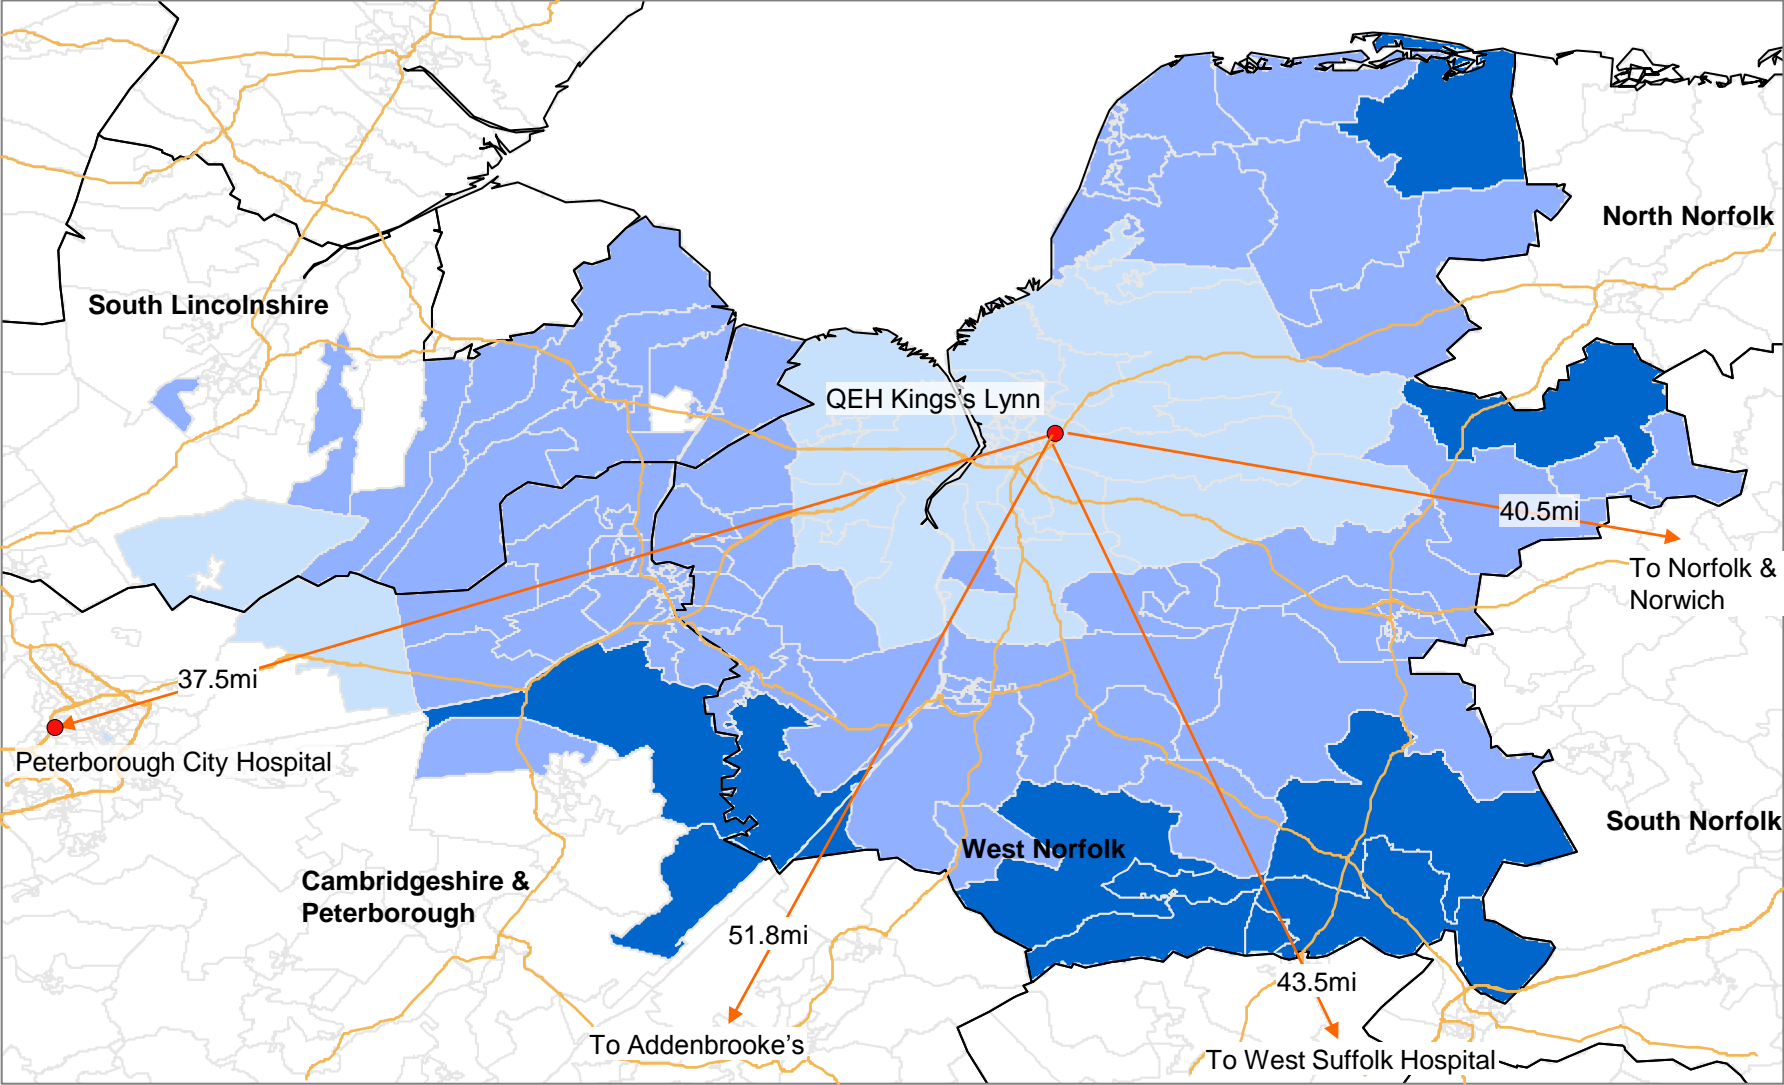 North Norfolk
South Lincolnshire
QEH Kings's Lynn
40.5mi
To Norfolk &
Norwich
37.5mi
Peterborough City Hospital
South Norfolk
West Norfolk
Cambridgeshire &
Peterborough
51.8mi
43.5mi
To Addenbrooke's
To West Suffolk Hospital